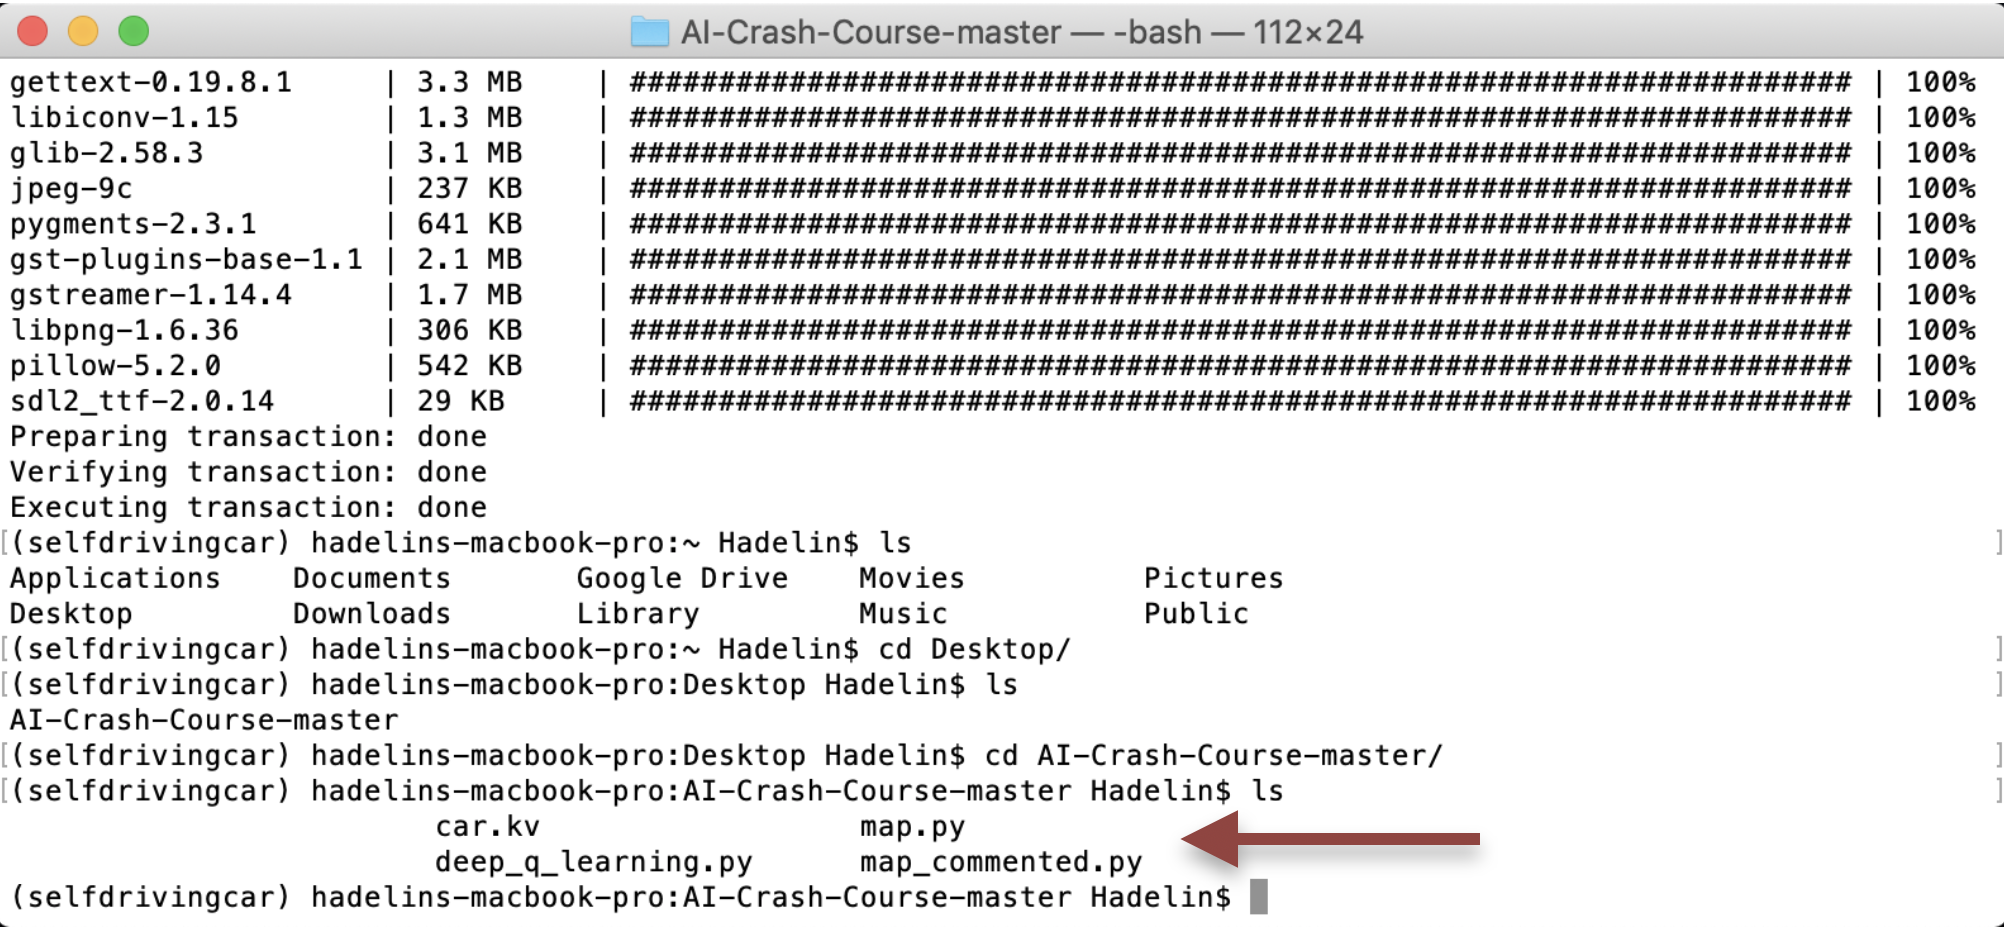 AI-Crash-Course-master — -bash — 112×24
gettext-0.19.8.1     | 3.3 MB    | ##################################################################### | 100%
libiconv-1.15        | 1.3 MB    | ##################################################################### | 100%
glib-2.58.3          | 3.1 MB    | ##################################################################### | 100%
jpeg-9c              | 237 KB    | ##################################################################### | 100%
pygments-2.3.1       | 641 KB    | ##################################################################### | 100%
gst-plugins-base-1.1 | 2.1 MB    | ##################################################################### | 100%
gstreamer-1.14.4     | 1.7 MB    | ##################################################################### | 100%
libpng-1.6.36        | 306 KB    | ##################################################################### | 100%
pillow-5.2.0         | 542 KB    | ##################################################################### | 100%
sdl2_ttf-2.0.14      | 29 KB     | ##################################################################### | 100%
Preparing transaction: done
Verifying transaction: done
Executing transaction: done
[(selfdrivingcar) hadelins-macbook-pro:~ Hadelin$ ls ]
Applications    Documents       Google Drive    Movies          Pictures
Desktop         Downloads       Library         Music           Public
[(selfdrivingcar) hadelins-macbook-pro:~ Hadelin$ cd Desktop/ ]
[(selfdrivingcar) hadelins-macbook-pro:Desktop Hadelin$ ls ]
AI-Crash-Course-master
[(selfdrivingcar) hadelins-macbook-pro:Desktop Hadelin$ cd AI-Crash-Course-master/ ]
[(selfdrivingcar) hadelins-macbook-pro:AI-Crash-Course-master Hadelin$ ls ]
car.kv                  map.py
deep_q_learning.py      map_commented.py
(selfdrivingcar) hadelins-macbook-pro:AI-Crash-Course-master Hadelin$